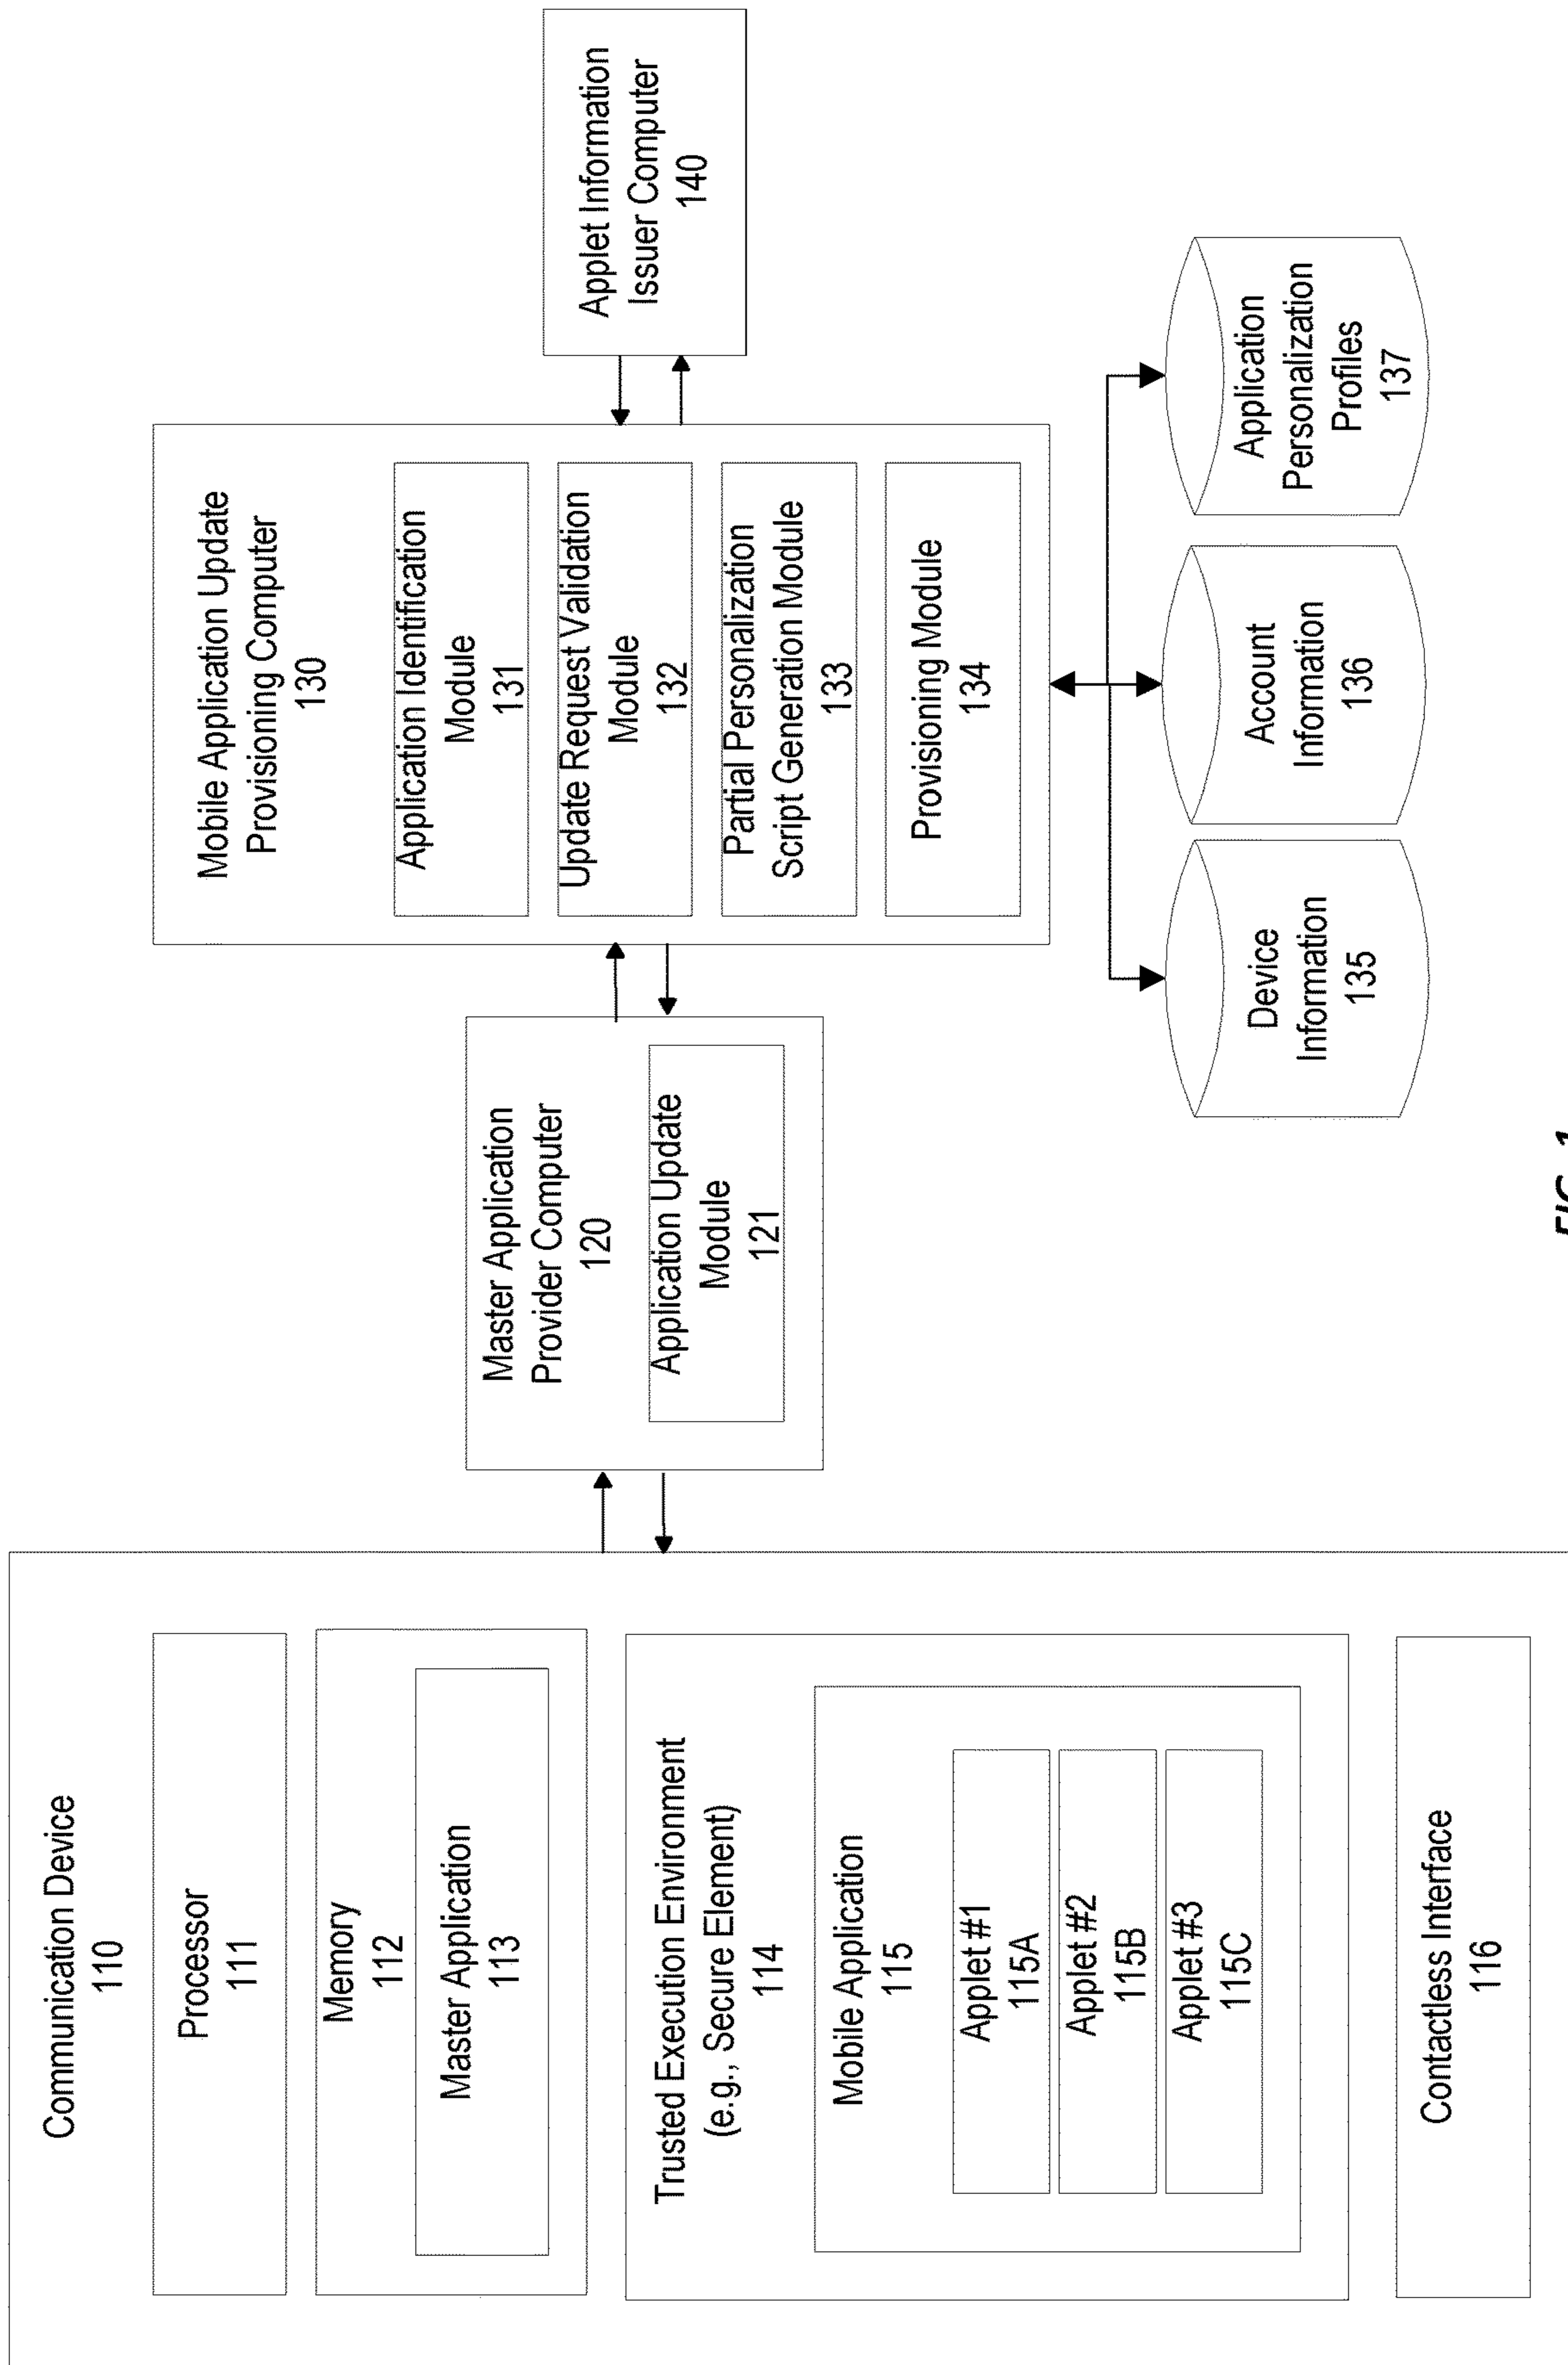 Communication Device
110
Processor
111
Memory
112
Master Application
113
Trusted Execution Environment
(e.g., Secure Element)
114
Mobile Application
115
Applet #1
115A
Applet #2
115B
Applet #3
115C
Contactless Interface
116
Master Application
Provider Computer
120
Application Update
Module
121
Mobile Application Update
Provisioning Computer
130
Application Identification
Module
131
Update Request Validation
Module
132
Partial Personalization
Script Generation Module
133
Provisioning Module
134
Applet Information
Issuer Computer
140
Device
Information
135
Account
Information
136
Application
Personalization
Profiles
137
FIG. 1